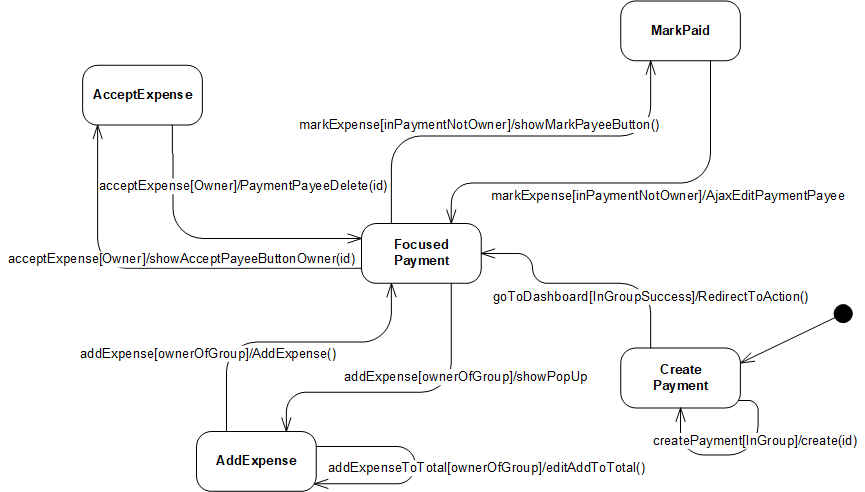 MarkPaid
AcceptExpense
markExpense[inPaymentNotOwner]/showMarkPayeeButton()
acceptExpense[Owner]/PaymentPayeeDelete(id)
markExpense[inPaymentNotOwner]/AjaxEditPaymentPayee
Focused
Payment
acceptExpense[Owner]/showAcceptPayeeButtonOwner(id)
goToDashboard[InGroupSuccess]/RedirectToAction()
addExpense[ownerOfGroup]/AddExpense()
Create
Payment
addExpense[ownerOfGroup]/showPopUp
createPayment[InGroup]/create(id)
AddExpense
addExpenseToTotal[ownerOfGroup]/editAddToTotal()